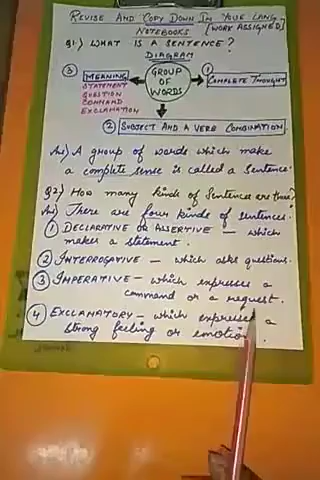 REVISE AND COPY DOWN IN YOUR LANG.
NOTEBOOKS [WORK ASSIGNED]
Q1) WHAT IS A SENTENCE?
DIAGRAM
③ MEANING
STATEMENT
QUESTION
COMMAND
EXCLAMATION
GROUP
OF
WORDS
①
COMPLETE THOUGHT
② SUBJECT AND A VERB COMBINATION
Ans) A group of words which make
a complete sense is called a Sentence.
Q2) How many kinds of Sentence are there?
Ans) There are four kinds of sentences.
① DECLARATIVE OR ASSERTIVE - which
makes a statement.
② INTERROGATIVE - which asks questions.
③ IMPERATIVE - which expresses a
command or a request.
④ EXCLAMATORY - which expresses a
strong feeling or emotion.